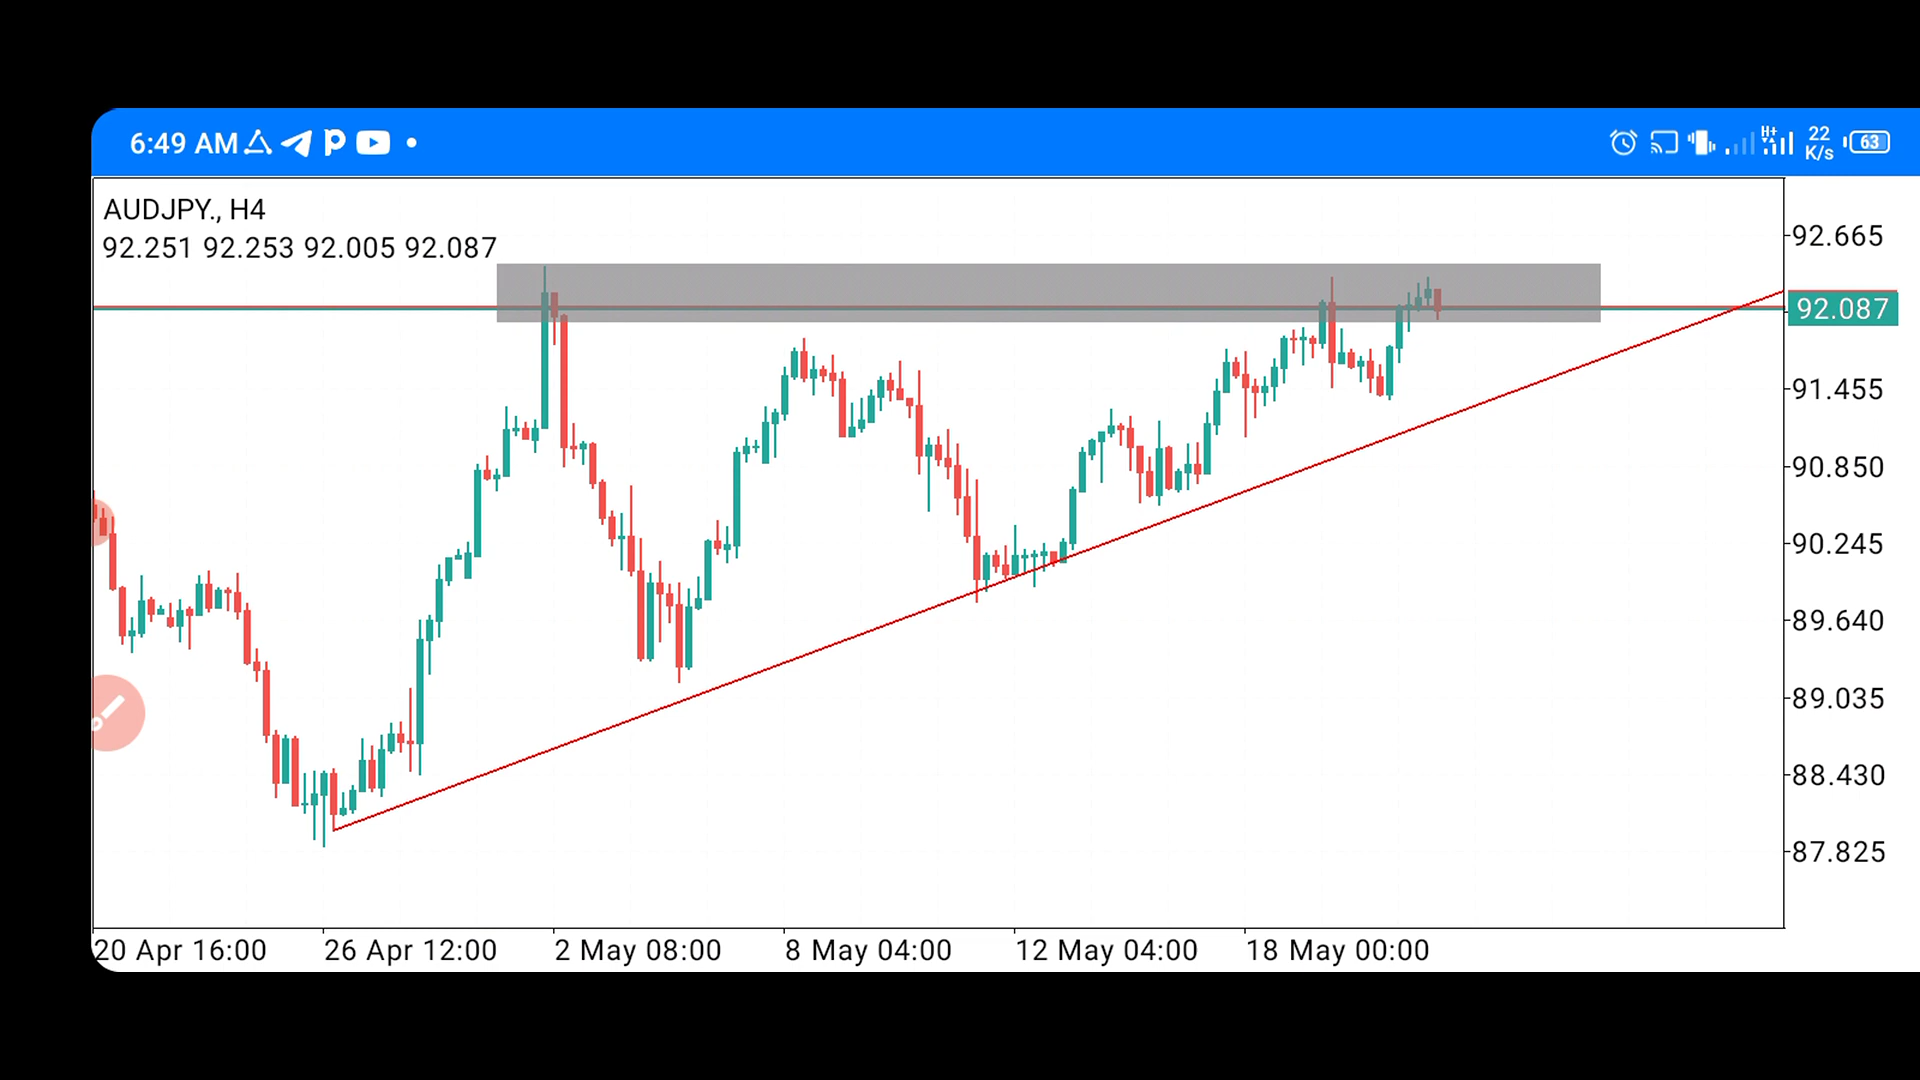 6:49 AM
H+
22
K/s
63
AUDJPY., H4
92.251 92.253 92.005 92.087
92.665
92.087
91.455
90.850
90.245
89.640
89.035
88.430
87.825
20 Apr 16:00 26 Apr 12:00 2 May 08:00 8 May 04:00 12 May 04:00 18 May 00:00